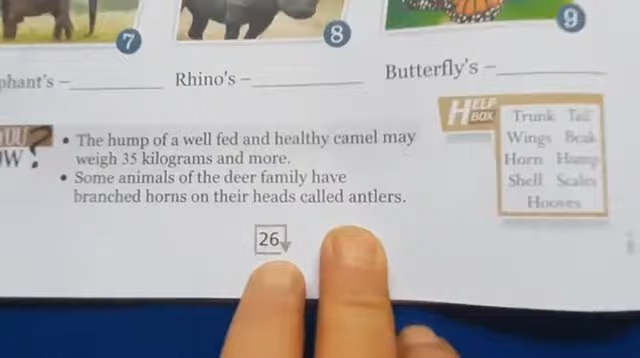 7
8
9
phant's –
Rhino's –
Butterfly's –
YOU
OW ?
• The hump of a well fed and healthy camel may
weigh 35 kilograms and more.
• Some animals of the deer family have
branched horns on their heads called antlers.
HELP
BOX
Trunk Tail
Wings Beak
Horn Hump
Shell Scales
Hooves
26